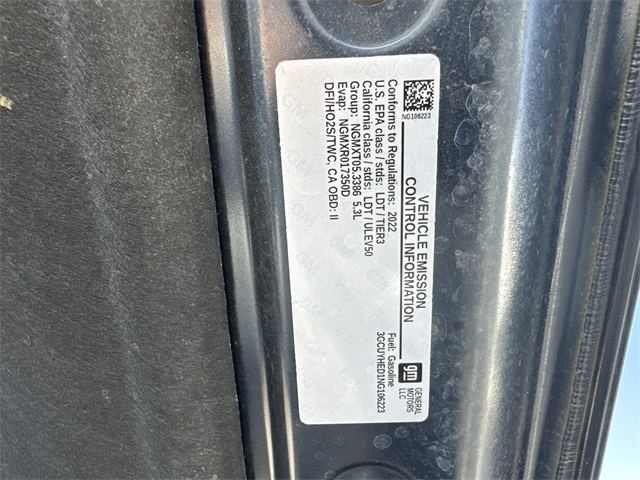 NG106223
VEHICLE EMISSION
CONTROL INFORMATION
gm
GENERAL
MOTORS
LLC
Conforms to Regulations: 2022
Fuel: Gasoline
U.S. EPA class / stds: LDT / TIER3
3GCUYHED1NG106223
California class / stds: LDT / ULEV50
Group: NGMXT05.3386 5.3L
Evap: NGMXR017350D
DFI/HO2S/TWC, CA OBD: II